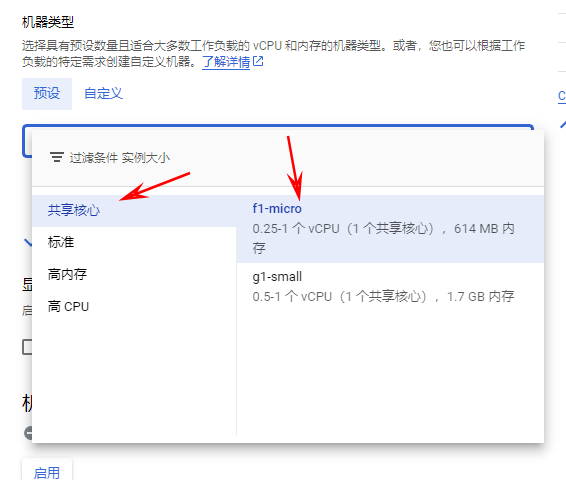 机器类型
选择具有预设数量且适合大多数工作负载的 vCPU 和内存的机器类型。或者，您也可以根据工作
负载的特定需求创建自定义机器。了解详情
预设 自定义
C
过滤条件 实例大小
共享核心
标准
高内存
高 CPU
f1-micro
0.25-1 个 vCPU（1 个共享核心），614 MB 内
存
g1-small
0.5-1 个 vCPU（1 个共享核心），1.7 GB 内存
启用